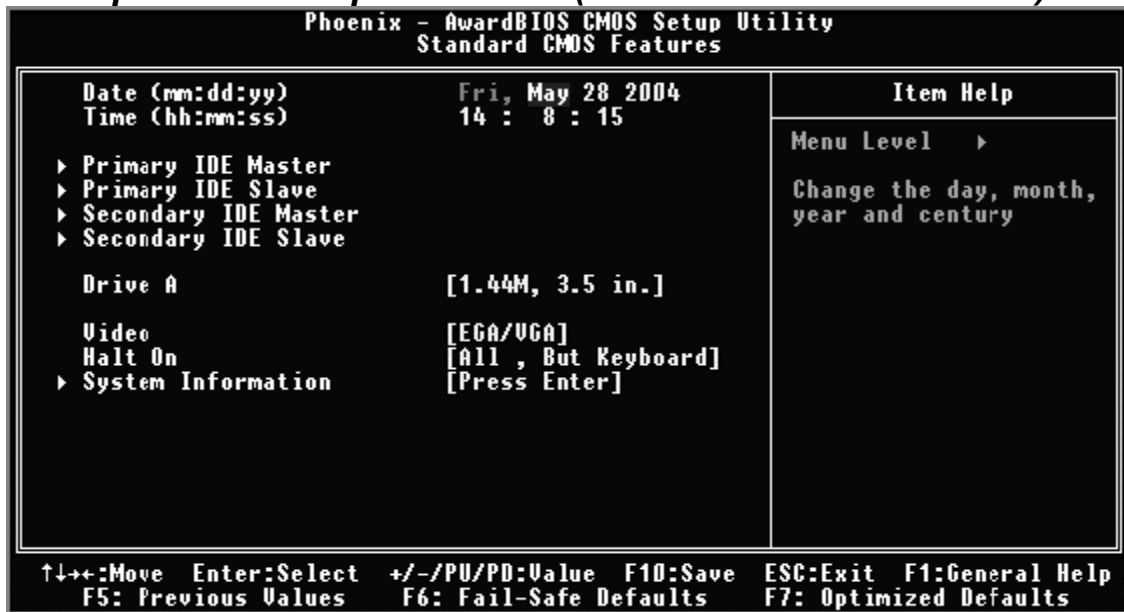 Phoenix - AwardBIOS CMOS Setup Utility
Standard CMOS Features
Date (mm:dd:yy) Fri, May 28 2004
Time (hh:mm:ss) 14 : 8 : 15
▸ Primary IDE Master
▸ Primary IDE Slave
▸ Secondary IDE Master
▸ Secondary IDE Slave
Drive A [1.44M, 3.5 in.]
Video [EGA/VGA]
Halt On [All , But Keyboard]
▸ System Information [Press Enter]
Item Help
Menu Level ▸
Change the day, month,
year and century
↑↓→←:Move Enter:Select +/-/PU/PD:Value F10:Save ESC:Exit F1:General Help
F5: Previous Values F6: Fail-Safe Defaults F7: Optimized Defaults